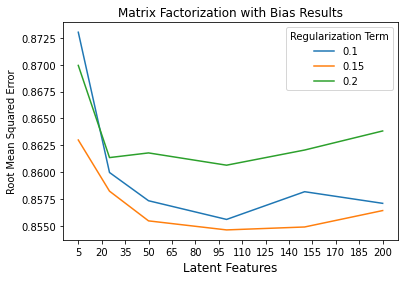 Matrix Factorization with Bias Results
Regularization Term
0.1
0.15
0.2
Root Mean Squared Error
0.8725
0.8700
0.8675
0.8650
0.8625
0.8600
0.8575
0.8550
5 20 35 50 65 80 95 110 125 140 155 170 185 200
Latent Features